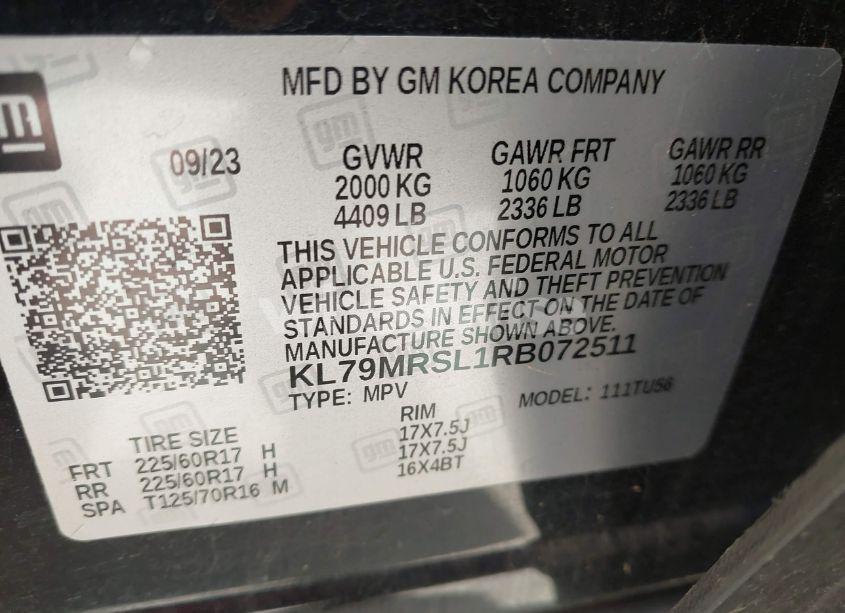 gm
MFD BY GM KOREA COMPANY
09/23
GVWR GAWR FRT GAWR RR
2000 KG 1060 KG 1060 KG
4409 LB 2336 LB 2336 LB
THIS VEHICLE CONFORMS TO ALL
APPLICABLE U.S. FEDERAL MOTOR
VEHICLE SAFETY AND THEFT PREVENTION
STANDARDS IN EFFECT ON THE DATE OF
MANUFACTURE SHOWN ABOVE.
KL79MRSL1RB072511
TYPE: MPV MODEL: 111TU56
TIRE SIZE RIM
FRT 225/60R17 H 17X7.5J
RR 225/60R17 H 17X7.5J
SPA T125/70R16 M 16X4BT